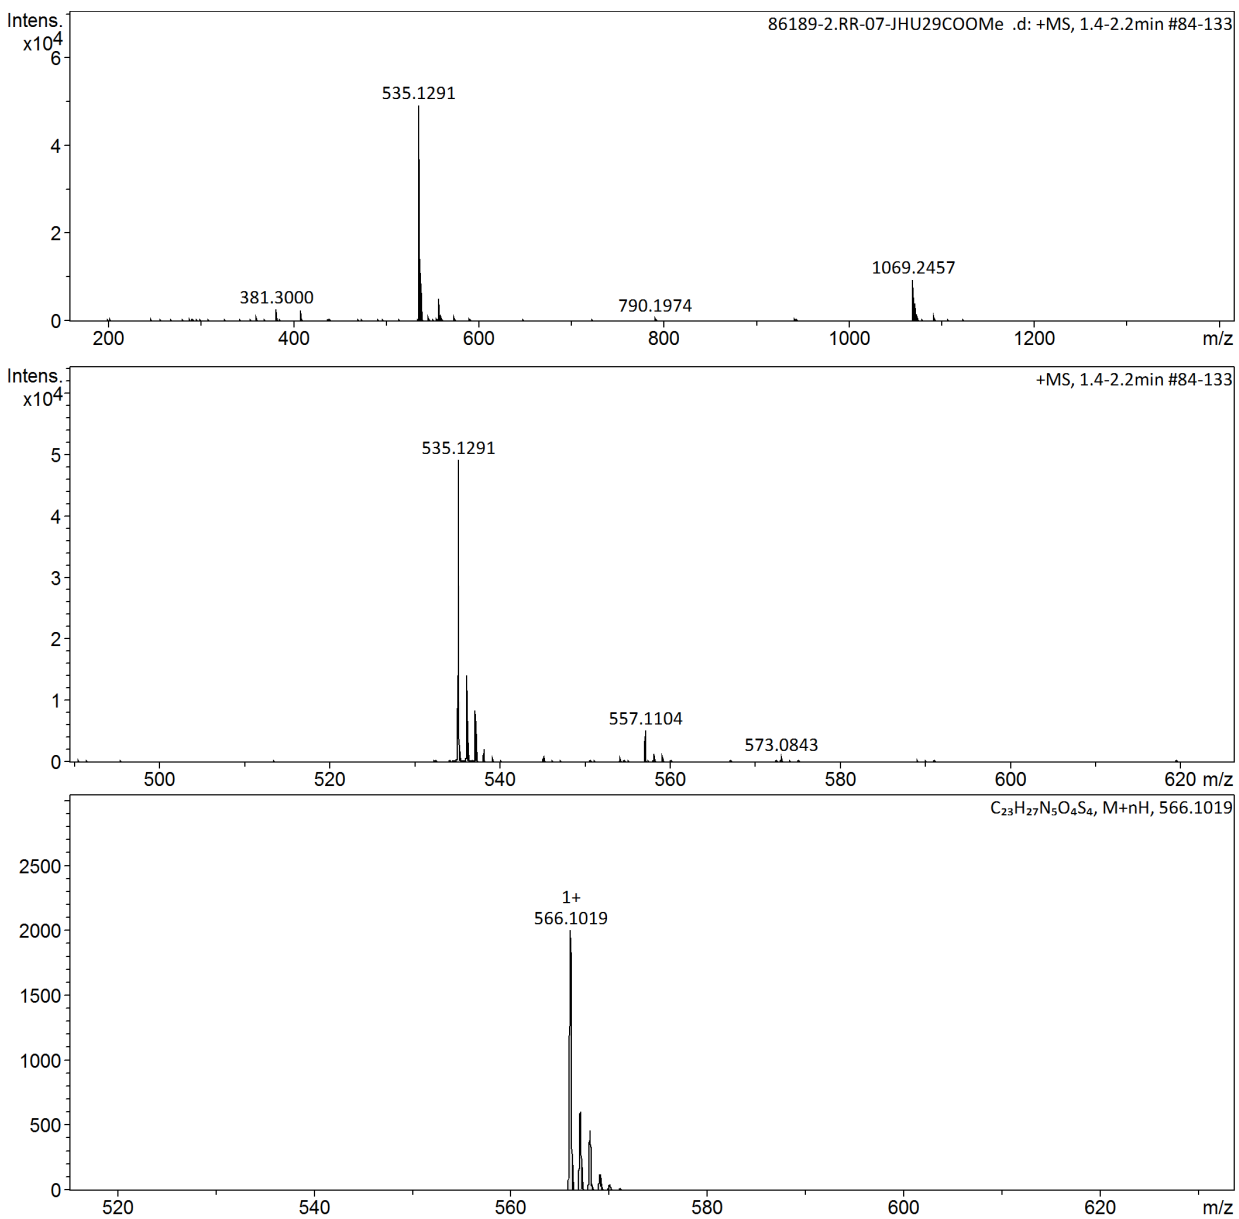 Intens.
x10⁴
86189-2.RR-07-JHU29COOMe .d: +MS, 1.4-2.2min #84-133
6
535.1291
4
2
1069.2457
381.3000
790.1974
0
200 400 600 800 1000 1200 m/z
Intens.
x10⁴
+MS, 1.4-2.2min #84-133
5
535.1291
4
3
2
1
557.1104
573.0843
0
500 520 540 560 580 600 620 m/z
C₂₃H₂₇N₅O₄S₄, M+nH, 566.1019
2500
1+
566.1019
2000
1500
1000
500
0
520 540 560 580 600 620 m/z